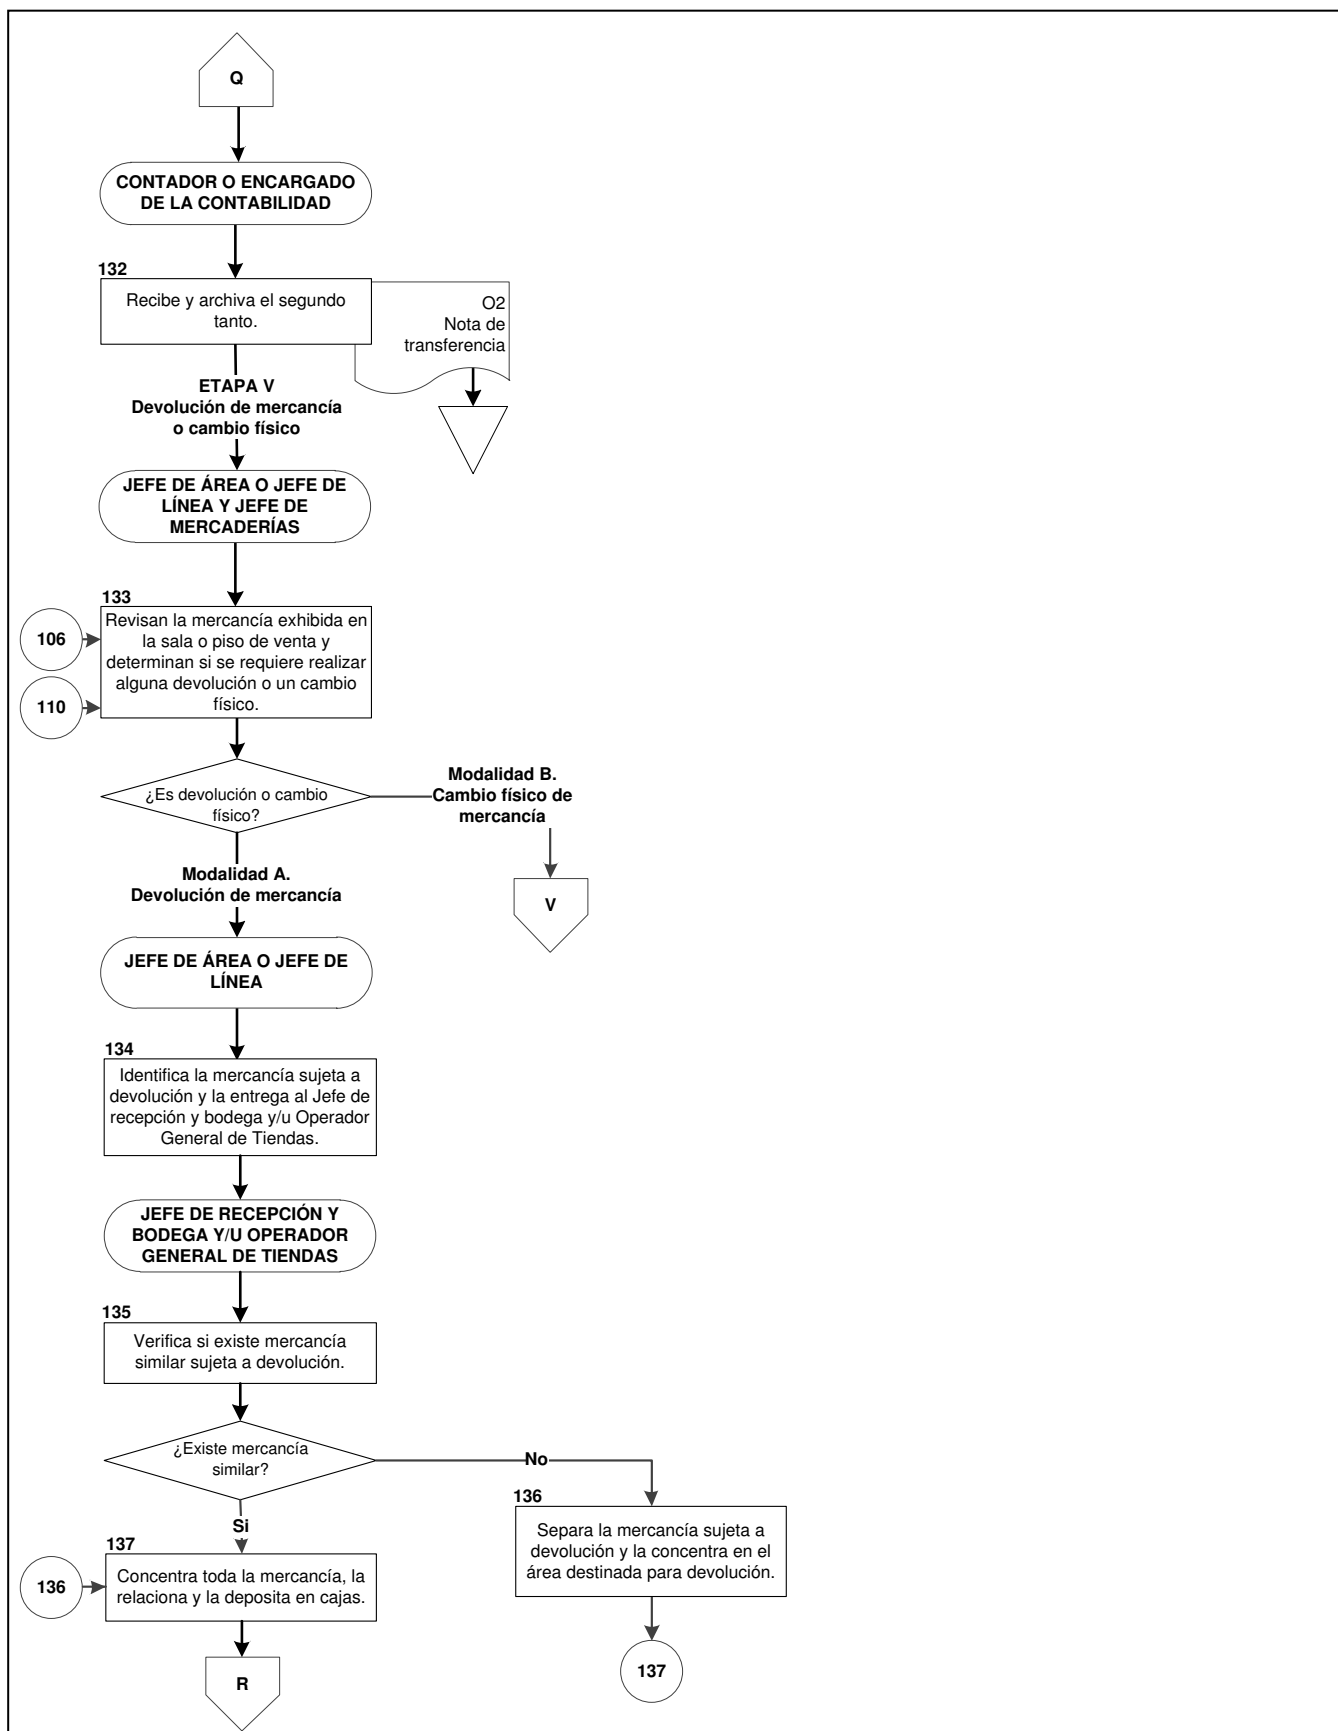 Q
CONTADOR O ENCARGADO
DE LA CONTABILIDAD
132
Recibe y archiva el segundo
tanto.
O2
Nota de
transferencia
ETAPA V
Devolución de mercancía
o cambio físico
JEFE DE ÁREA O JEFE DE
LÍNEA Y JEFE DE
MERCADERÍAS
133
Revisan la mercancía exhibida en
la sala o piso de venta y
determinan si se requiere realizar
alguna devolución o un cambio
físico.
106
110
¿Es devolución o cambio
físico?
Modalidad B.
Cambio físico de
mercancía
V
Modalidad A.
Devolución de mercancía
JEFE DE ÁREA O JEFE DE
LÍNEA
134
Identifica la mercancía sujeta a
devolución y la entrega al Jefe de
recepción y bodega y/u Operador
General de Tiendas.
JEFE DE RECEPCIÓN Y
BODEGA Y/U OPERADOR
GENERAL DE TIENDAS
135
Verifica si existe mercancía
similar sujeta a devolución.
¿Existe mercancía
similar?
No
136
Separa la mercancía sujeta a
devolución y la concentra en el
área destinada para devolución.
137
Si
137
Concentra toda la mercancía, la
relaciona y la deposita en cajas.
136
R